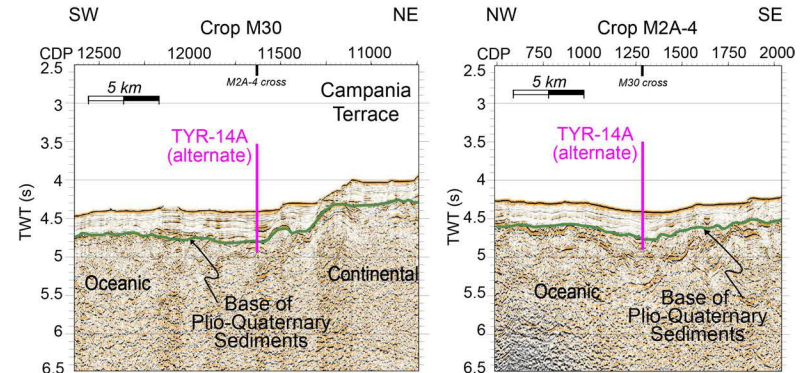 SW
Crop M30
NE
CDP
12500
12000
11500
11000
2.5
3
3.5
4
4.5
5
5.5
6
6.5
TWT (s)
5 km
M2A-4 cross
Campania
Terrace
TYR-14A
(alternate)
Oceanic
Continental
Base of
Plio-Quaternary
Sediments
NW
Crop M2A-4
SE
CDP
750
1000
1250
1500
1750
2000
2.5
3
3.5
4
4.5
5
5.5
6
6.5
TWT (s)
5 km
M30 cross
TYR-14A
(alternate)
Oceanic
Base of
Plio-Quaternary
Sediments